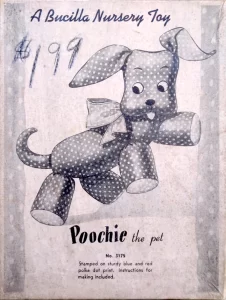 A Bucilla Nursery Toy
$1.99
Poochie the pet
No. 3175
Stamped on sturdy blue and red
polka dot print. Instructions for
making included.